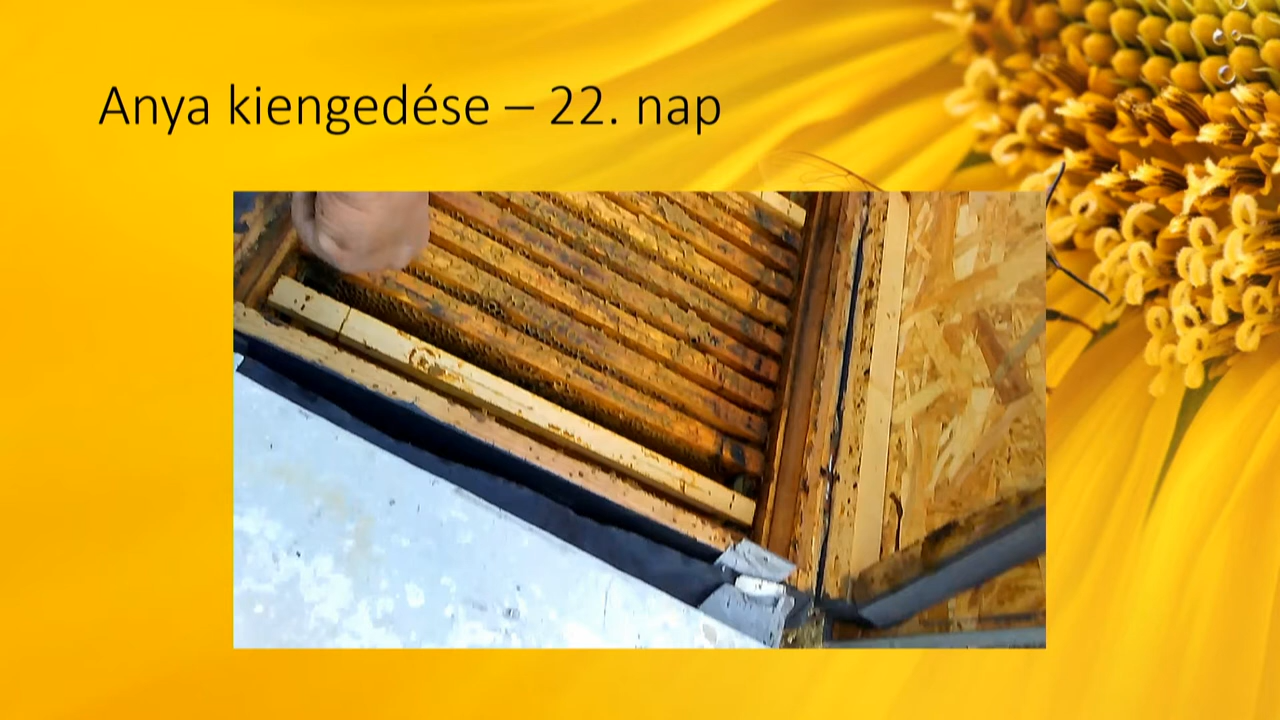 Anya kiengedése – 22. nap